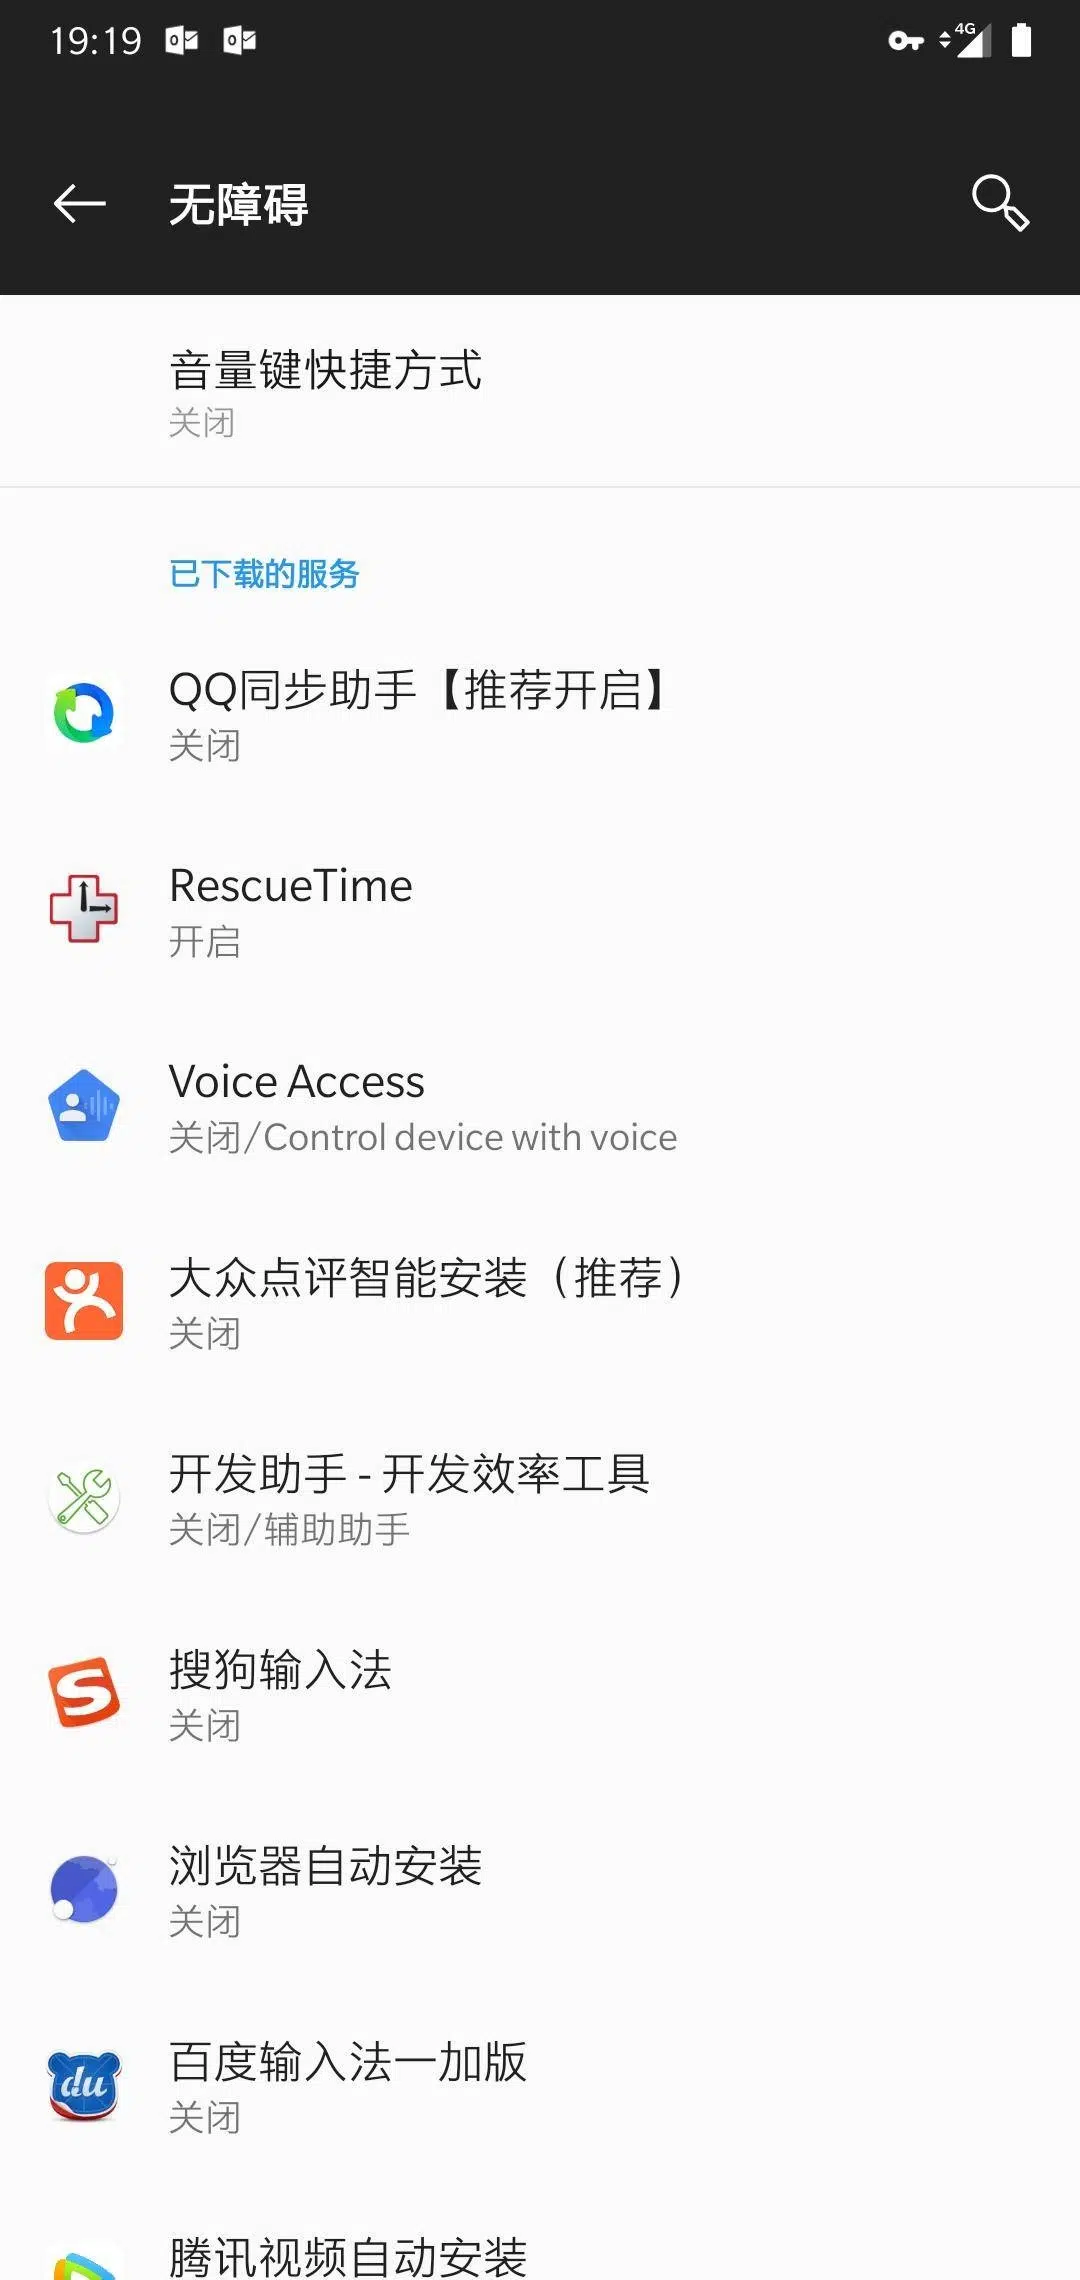 19:19
4G
无障碍
音量键快捷方式
关闭
已下载的服务
QQ同步助手【推荐开启】
关闭
RescueTime
开启
Voice Access
关闭/Control device with voice
大众点评智能安装（推荐）
关闭
开发助手 - 开发效率工具
关闭/辅助助手
搜狗输入法
关闭
浏览器自动安装
关闭
du
百度输入法一加版
关闭
腾讯视频自动安装